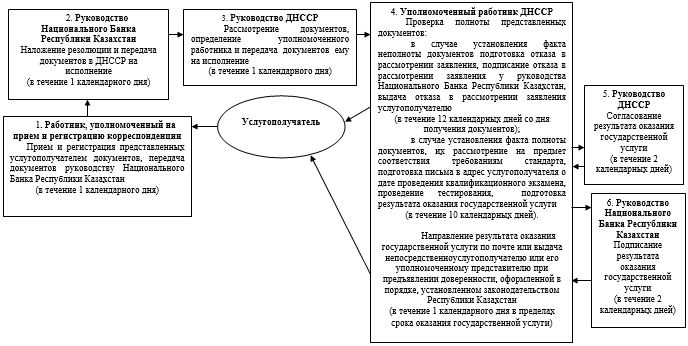 1. Работник, уполномоченный на
прием и регистрацию корреспонденции
Прием и регистрация представленных
услугополучателем документов, передача
документов руководству Национального
Банка Республики Казахстан
(в течение 1 календарного дня)
2. Руководство
Национального Банка
Республики Казахстан
Наложение резолюции и передача
документов в ДНССР на
исполнение
(в течение 1 календарного дня)
3. Руководство ДНССР
Рассмотрение документов,
определение уполномоченного
работника и передача документов ему
на исполнение
(в течение 1 календарного дня)
Услугополучатель
4. Уполномоченный работник ДНССР
Проверка полноты представленных
документов:
в случае установления факта
неполноты документов подготовка отказа в
рассмотрении заявления, подписание отказа в
рассмотрении заявления у руководства
Национального Банка Республики Казахстан,
выдача отказа в рассмотрении заявления
услугополучателю
(в течение 12 календарных дней со дня
получения документов);
в случае установления факта полноты
документов, их рассмотрение на предмет
соответствия требованиям стандарта,
подготовка письма в адрес услугополучателя о
дате проведения квалификационного экзамена,
проведение тестирования, подготовка
результата оказания государственной услуги
(в течение 10 календарных дней).
Направление результата оказания
государственной услуги по почте или выдача
непосредственноуслугополучателю или его
уполномоченному представителю при
предъявлении доверенности, оформленной в
порядке, установленном законодательством
Республики Казахстан
(в течение 1 календарного дня в пределах
срока оказания государственной услуги)
5. Руководство
ДНССР
Согласование
результата оказания
государственной
услуги
(в течение 2
календарных дней)
6. Руководство
Национального
Банка Республики
Казахстан
Подписание
результата
оказания
государственной
услуги
(в течение 2
календарных дней)